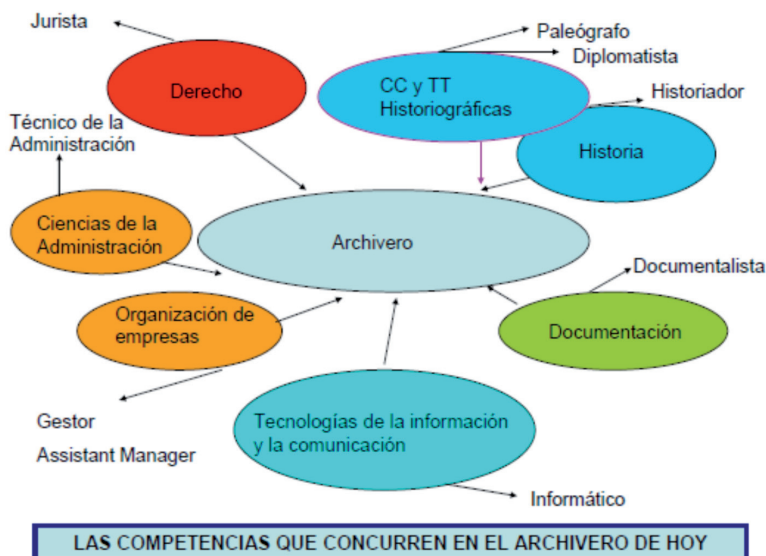 Jurista
Paleógrafo
Diplomatista
Derecho
CC y TT
Historiográficas
Historiador
Técnico de la
Administración
Historia
Ciencias de la
Administración
Archivero
Documentalista
Organización de
empresas
Documentación
Gestor
Assistant Manager
Tecnologías de la información
y la comunicación
Informático
LAS COMPETENCIAS QUE CONCURREN EN EL ARCHIVERO DE HOY